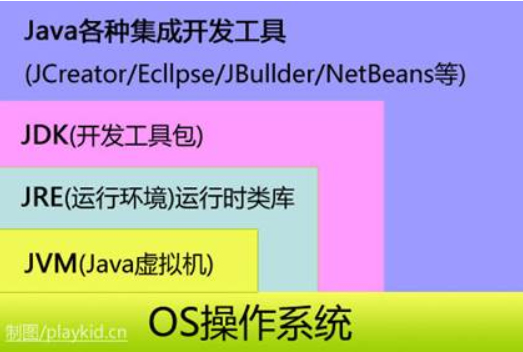 Java各种集成开发工具
(JCreator/Ecllpse/JBullder/NetBeans等)
JDK(开发工具包)
JRE(运行环境)运行时类库
JVM(Java虚拟机)
OS操作系统
制图/playkid.cn